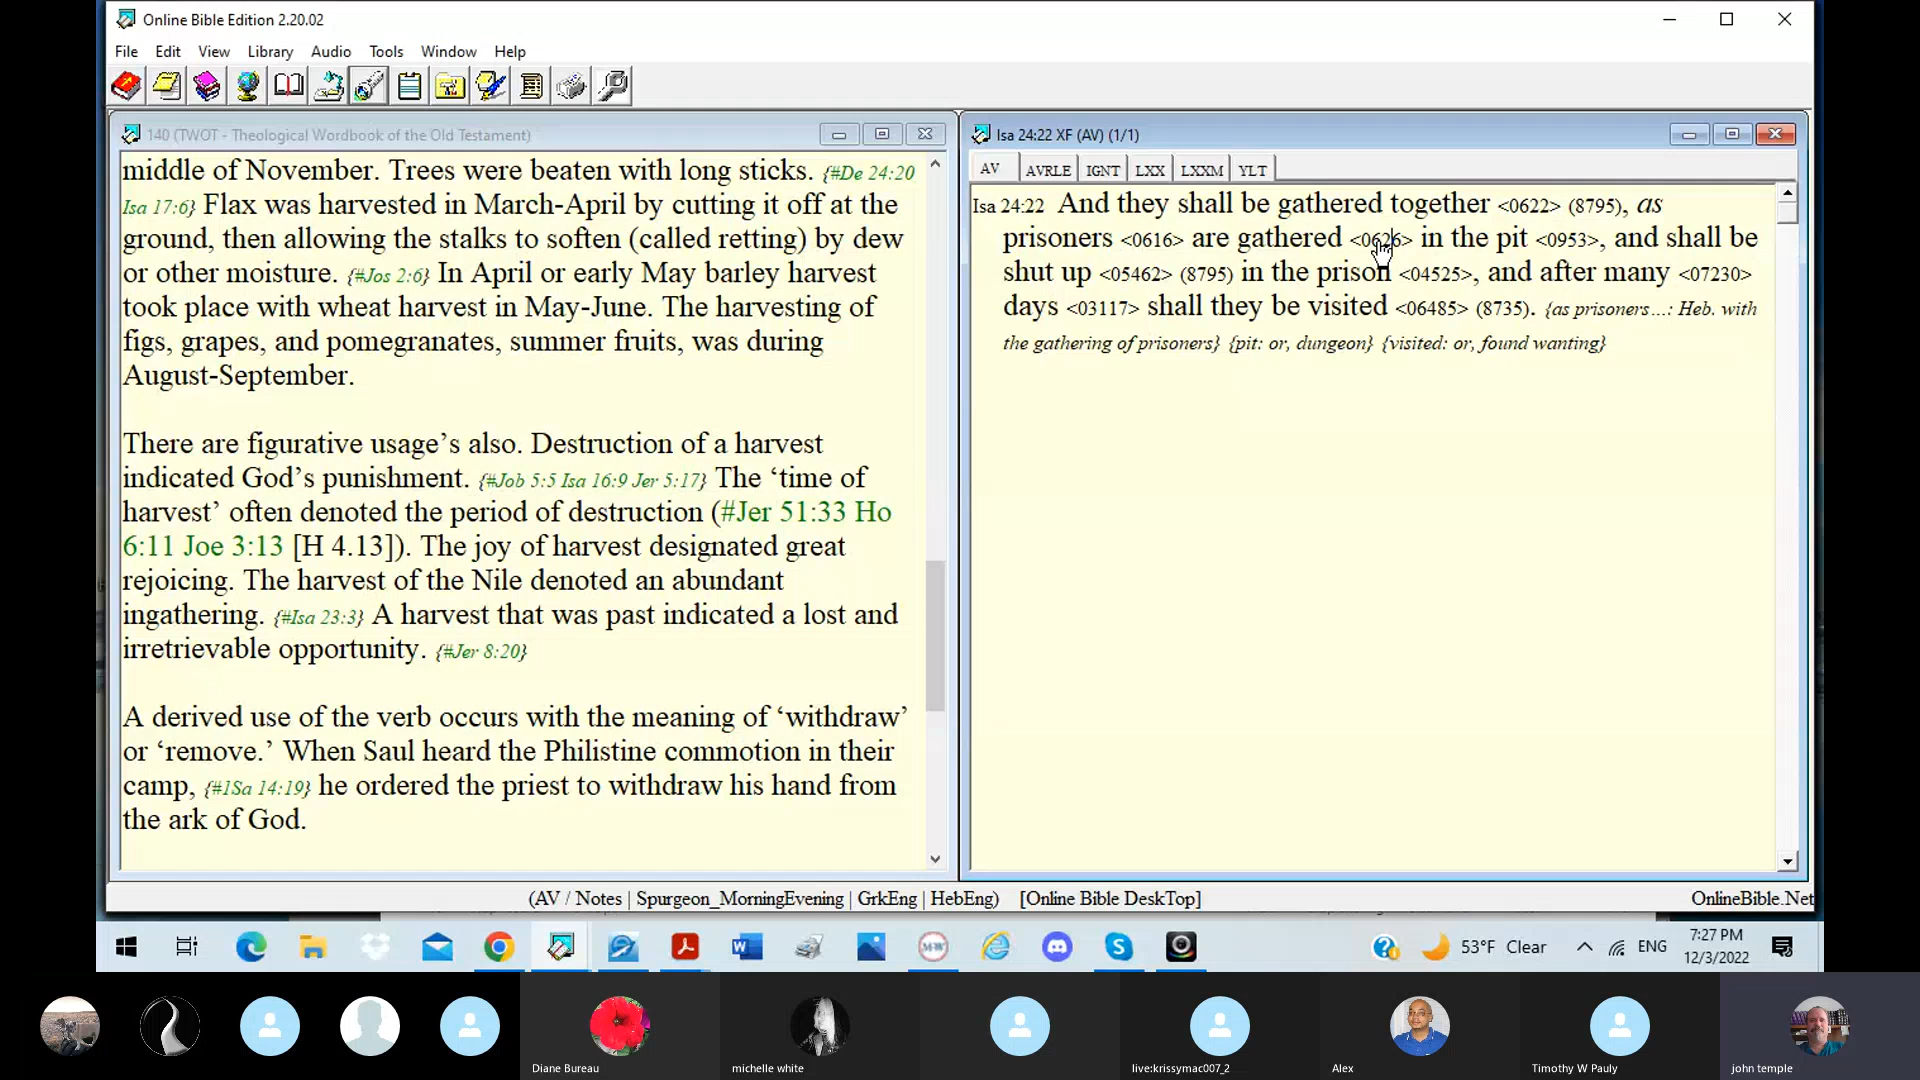 Online Bible Edition 2.20.02
File Edit View Library Audio Tools Window Help
140 (TWOT - Theological Wordbook of the Old Testament)
middle of November. Trees were beaten with long sticks. {#De 24:20
Isa 17:6} Flax was harvested in March-April by cutting it off at the
ground, then allowing the stalks to soften (called retting) by dew
or other moisture. {#Jos 2:6} In April or early May barley harvest
took place with wheat harvest in May-June. The harvesting of
figs, grapes, and pomegranates, summer fruits, was during
August-September.
There are figurative usage’s also. Destruction of a harvest
indicated God’s punishment. {#Job 5:5 Isa 16:9 Jer 5:17} The ‘time of
harvest’ often denoted the period of destruction (#Jer 51:33 Ho
6:11 Joe 3:13 [H 4.13]). The joy of harvest designated great
rejoicing. The harvest of the Nile denoted an abundant
ingathering. {#Isa 23:3} A harvest that was past indicated a lost and
irretrievable opportunity. {#Jer 8:20}
A derived use of the verb occurs with the meaning of ‘withdraw’
or ‘remove.’ When Saul heard the Philistine commotion in their
camp, {#1Sa 14:19} he ordered the priest to withdraw his hand from
the ark of God.
Isa 24:22 XF (AV) (1/1)
AV AVRLE IGNT LXX LXXM YLT
Isa 24:22 And they shall be gathered together <0622> (8795), as
prisoners <0616> are gathered <0626> in the pit <0953>, and shall be
shut up <05462> (8795) in the prison <04525>, and after many <07230>
days <03117> shall they be visited <06485> (8735). {as prisoners…: Heb. with
the gathering of prisoners} {pit: or, dungeon} {visited: or, found wanting}
(AV / Notes | Spurgeon_MorningEvening | GrkEng | HebEng) [Online Bible DeskTop] OnlineBible.Net
53°F Clear ENG 7:27 PM
12/3/2022
Diane Bureau michelle white live:krissymac007_2 Alex Timothy W Pauly john temple